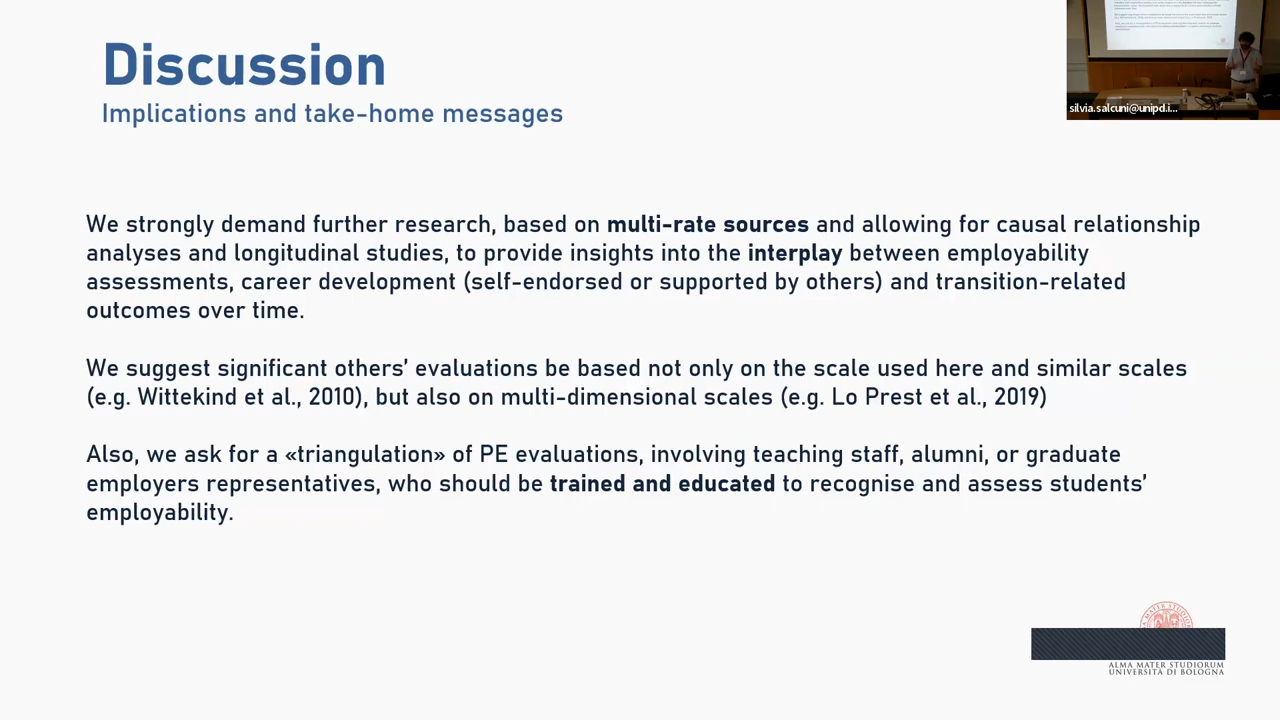 Discussion
Implications and take-home messages
silvia.salcuni@unipd.i...
We strongly demand further research, based on multi-rate sources and allowing for causal relationship
analyses and longitudinal studies, to provide insights into the interplay between employability
assessments, career development (self-endorsed or supported by others) and transition-related
outcomes over time.
We suggest significant others’ evaluations be based not only on the scale used here and similar scales
(e.g. Wittekind et al., 2010), but also on multi-dimensional scales (e.g. Lo Prest et al., 2019)
Also, we ask for a «triangulation» of PE evaluations, involving teaching staff, alumni, or graduate
employers representatives, who should be trained and educated to recognise and assess students’
employability.
ALMA MATER STUDIORUM
UNIVERSITÀ DI BOLOGNA